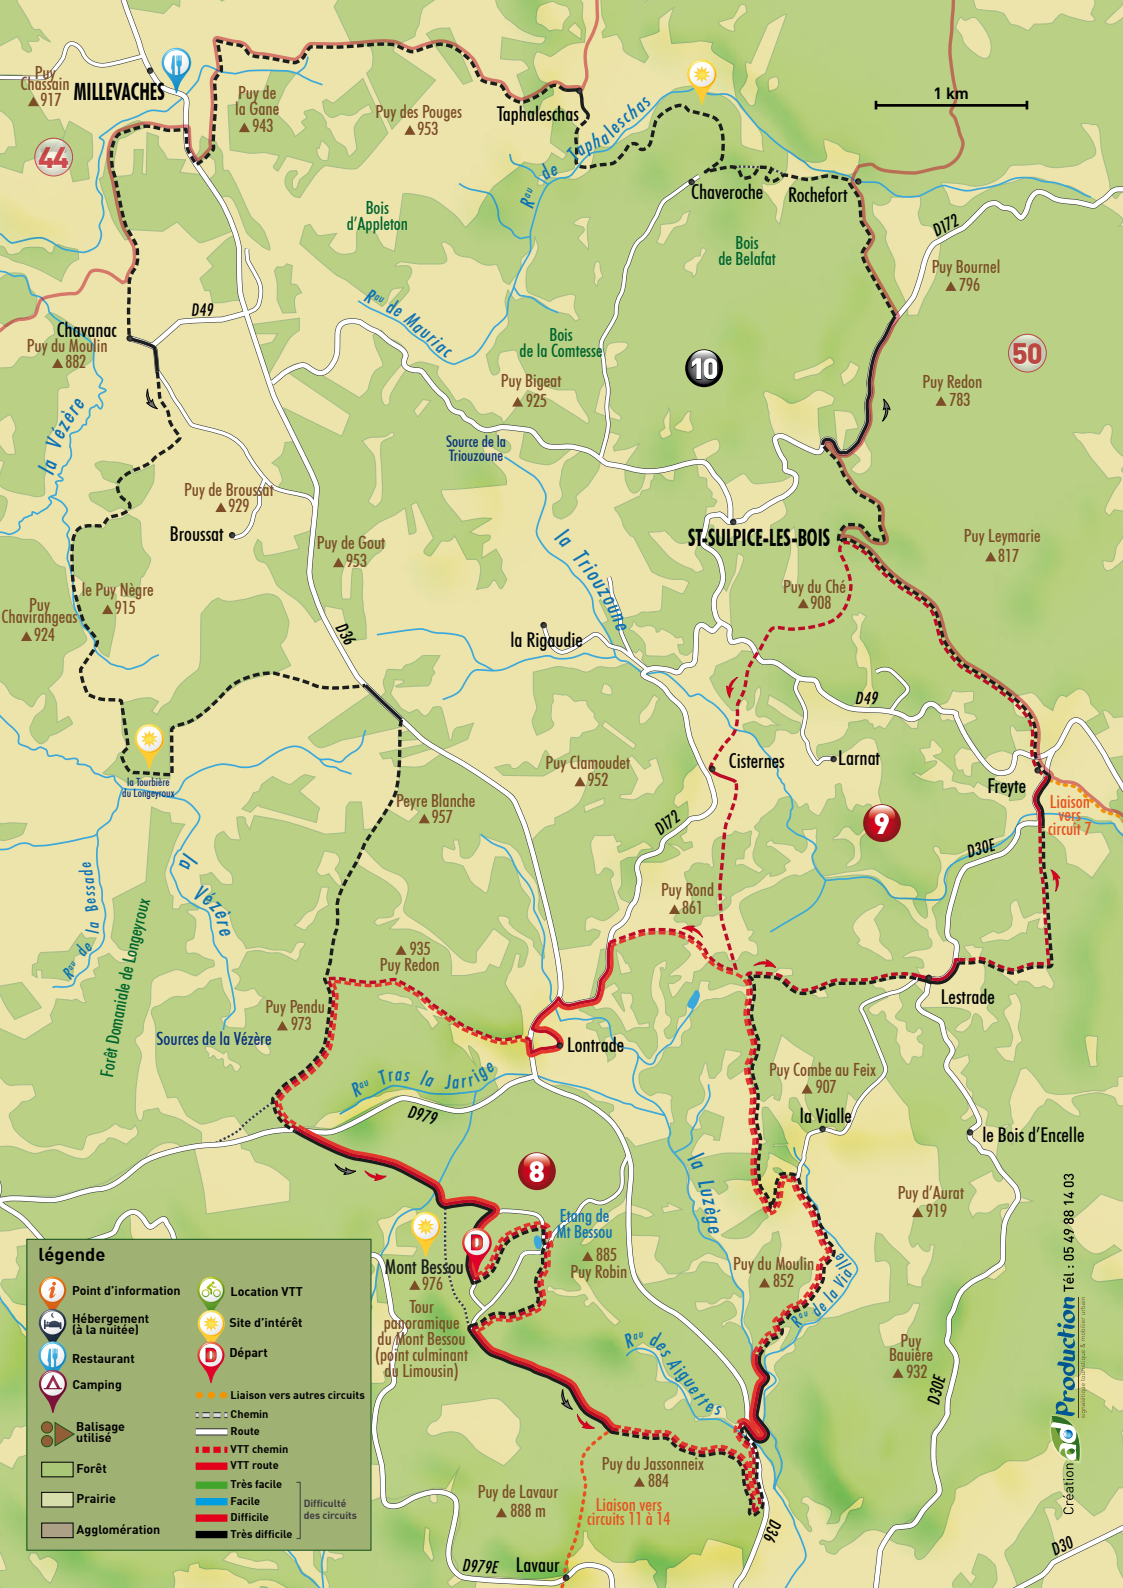 Puy
Chassain
917
MILLEVACHES
Puy de
la Gane
943
Puy des Pouges
953
Taphaleschas
Rau de Taphaleschas
1 km
44
Chaveroche
Rochefort
D172
Bois
d'Appleton
Bois
de Belafat
Puy Bournel
796
D49
Rau de Mauriac
Chavanac
Puy du Moulin
882
Bois
de la Comtesse
10
50
Puy Bigeat
925
Puy Redon
783
la Vézère
Source de la
Triouzoune
Puy de Broussat
929
Broussat
Puy de Gout
953
la Triouzoune
ST-SULPICE-LES-BOIS
Puy Leymarie
817
le Puy Nègre
915
Puy
Chavirangeas
924
Puy du Ché
908
D36
la Rigaudie
D49
Cisternes
Larnat
la Tourbière
du Longeyroux
Puy Clamoudet
952
Freyte
Liaison
vers
circuit 7
Peyre Blanche
957
D172
9
D30E
la Vézère
Rau de la Bessade
Puy Rond
861
Forêt Domaniale de Longeyroux
935
Puy Redon
Puy Pendu
973
Lestrade
Sources de la Vézère
Lontrade
Rau Tras la Jarrige
Puy Combe au Feix
907
D979
la Vialle
le Bois d'Encelle
8
la Luzège
Puy d'Aurat
919
Etang de
Mt Bessou
D
885
Puy Robin
Mont Bessou
976
Puy du Moulin
852
Rau de la Vialle
Tour
panoramique
du Mont Bessou
(point culminant
du Limousin)
Rau des Aiguettes
Puy
Bauière
932
D30E
Puy du Jassonneix
884
Puy de Lavaur
888 m
Liaison vers
circuits 11 à 14
D36
D979E
Lavaur
D30
légende
Point d'information
Hébergement
(à la nuitée)
Restaurant
Camping
Balisage
utilisé
Forêt
Prairie
Agglomération
Location VTT
Site d'intérêt
D
Départ
Liaison vers autres circuits
Chemin
Route
VTT chemin
VTT route
Très facile
Facile
Difficile
Très difficile
Difficulté
des circuits
Création ad Production Tél : 05 49 88 14 03
signalétique touristique & mobilier urbain